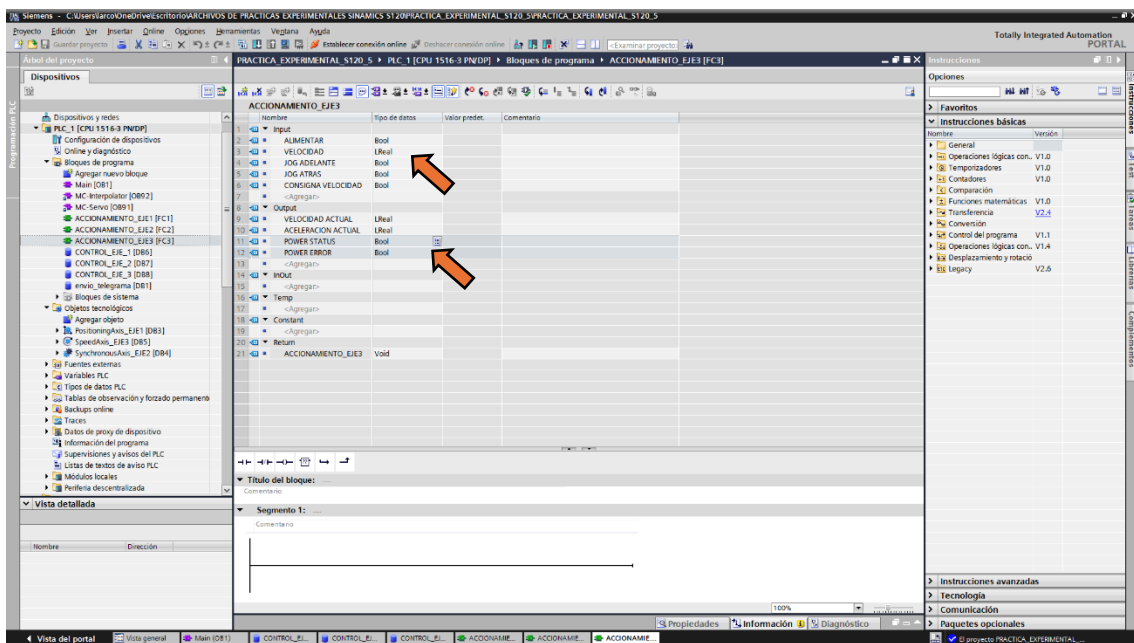 Siemens - C:\Users\arco\OneDrive\Escritorio\ARCHIVOS DE PRACTICAS EXPERIMENTALES SINAMICS S120\PRACTICA_EXPERIMENTAL_S120_5\PRACTICA_EXPERIMENTAL_S120_5
Proyecto Edición Ver Insertar Online Opciones Herramientas Ventana Ayuda
Totally Integrated Automation
PORTAL
Guardar proyecto Establecer conexión online Deshacer conexión online <Examinar proyecto>
Árbol del proyecto
PRACTICA_EXPERIMENTAL_S120_5 PLC_1 [CPU 1516-3 PN/DP] Bloques de programa ACCIONAMIENTO_EJE3 [FC3]
Instrucciones
Dispositivos
Opciones
Programación PLC
Dispositivos y redes
PLC_1 [CPU 1516-3 PN/DP]
Configuración de dispositivos
Online y diagnóstico
Bloques de programa
Agregar nuevo bloque
Main [OB1]
MC-Interpolator [OB92]
MC-Servo [OB91]
ACCIONAMIENTO_EJE1 [FC1]
ACCIONAMIENTO_EJE2 [FC2]
ACCIONAMIENTO_EJE3 [FC3]
CONTROL_EJE_1 [DB6]
CONTROL_EJE_2 [DB7]
CONTROL_EJE_3 [DB8]
envio_telegrama [DB1]
Bloques de sistema
Objetos tecnológicos
Agregar objeto
PositioningAxis_EJE1 [DB3]
SpeedAxis_EJE3 [DB5]
SynchronousAxis_EJE2 [DB4]
Fuentes externas
Variables PLC
Tipos de datos PLC
Tablas de observación y forzado permanente
Backups online
Traces
Datos de proxy de dispositivo
Información del programa
Supervisiones y avisos del PLC
Listas de textos de aviso PLC
Módulos locales
Periferia descentralizada
Vista detallada
Nombre Dirección
ACCIONAMIENTO_EJE3
Nombre Tipo de datos Valor predet. Comentario
1 Input
2 ALIMENTAR Bool
3 VELOCIDAD LReal
4 JOG ADELANTE Bool
5 JOG ATRAS Bool
6 CONSIGNA VELOCIDAD Bool
7 <Agregar>
8 Output
9 VELOCIDAD ACTUAL LReal
10 ACELERACION ACTUAL LReal
11 POWER STATUS Bool
12 POWER ERROR Bool
13 <Agregar>
14 InOut
15 <Agregar>
16 Temp
17 <Agregar>
18 Constant
19 <Agregar>
20 Return
21 ACCIONAMIENTO_EJE3 Void
Título del bloque: ....
Comentario
Segmento 1: ....
Comentario
100%
Propiedades Información Diagnóstico
Favoritos
Instrucciones básicas
Nombre Versión
General
Operaciones lógicas con.. V1.0
Temporizadores V1.0
Contadores V1.0
Comparación
Funciones matemáticas V1.0
Transferencia V2.4
Conversión
Control del programa V1.1
Operaciones lógicas con.. V1.4
Desplazamiento y rotació
Legacy V2.6
Instrucciones avanzadas
Tecnología
Comunicación
Paquetes opcionales
Instrucciones
Test
Tareas
Librerías
Complementos
Vista del portal Vista general Main (OB1) CONTROL_EJ... CONTROL_EJ... CONTROL_EJ... ACCIONAMIE... ACCIONAMIE... ACCIONAMIE...
El proyecto PRACTICA_EXPERIMENTAL_...